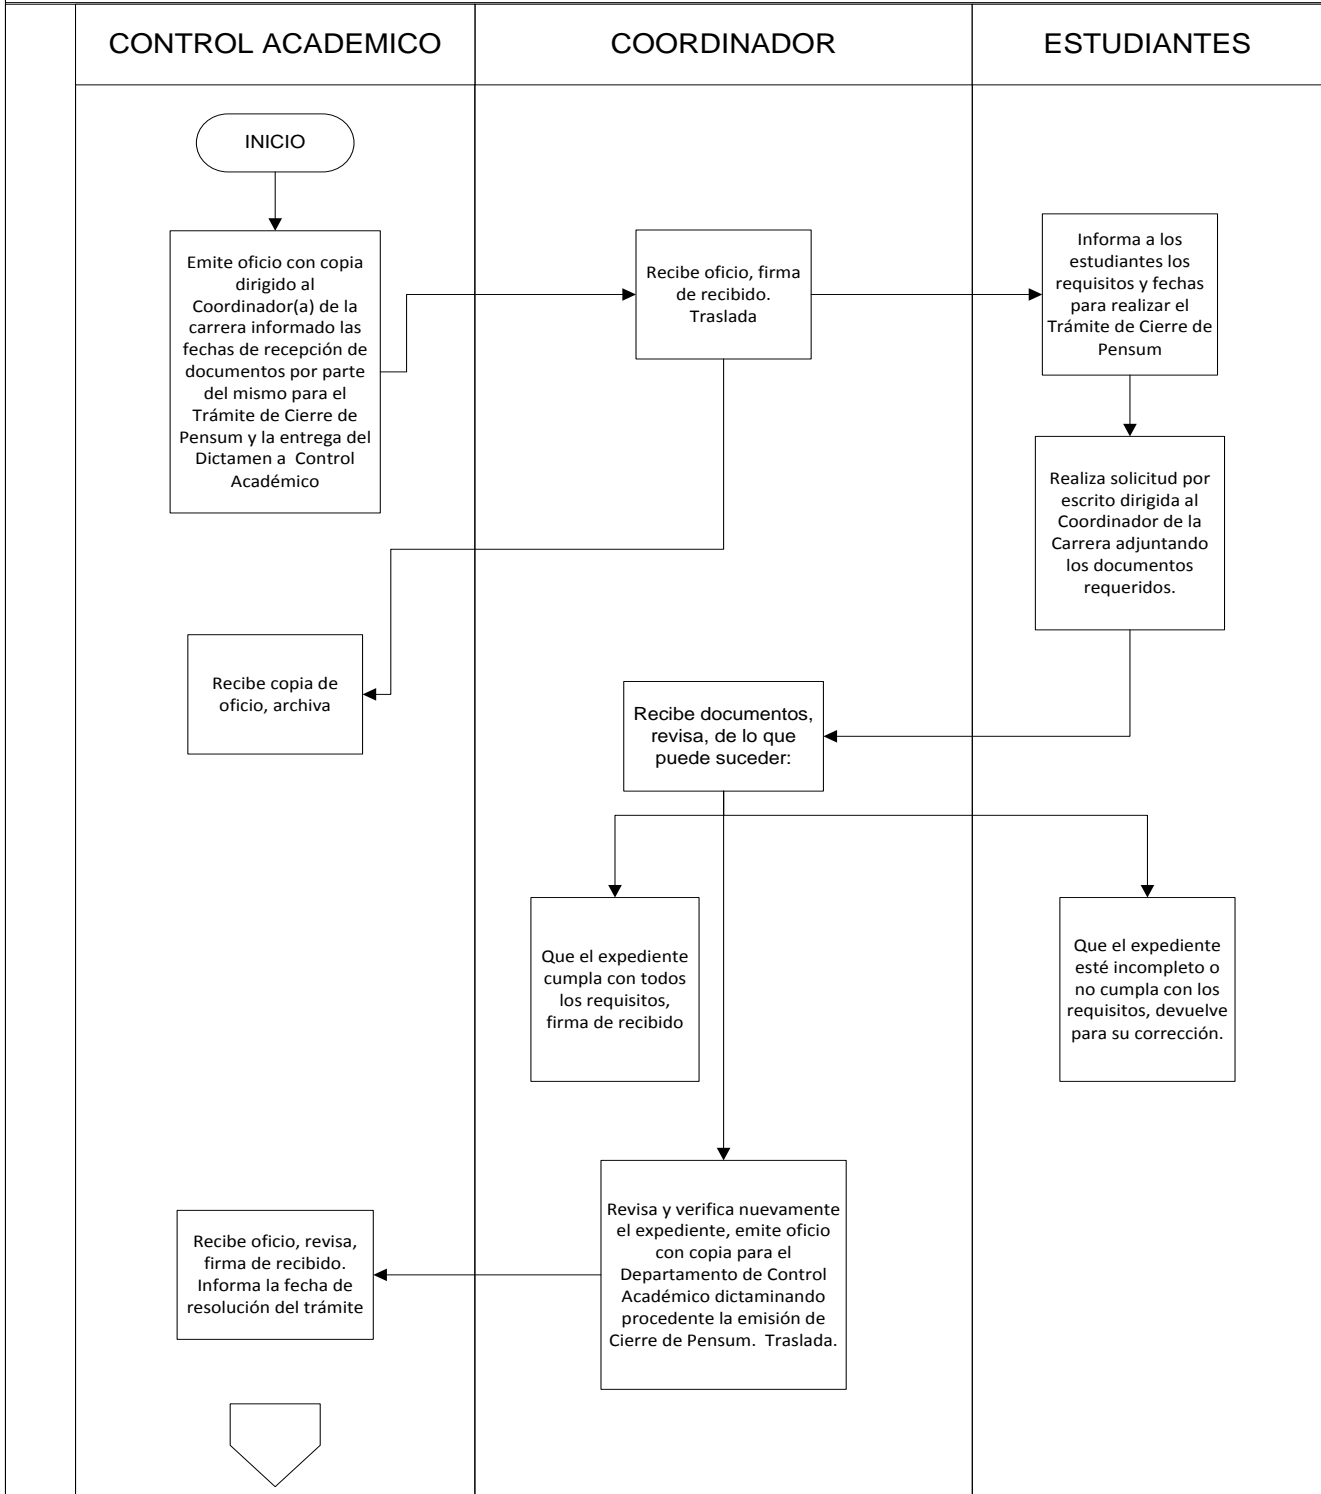 CONTROL ACADEMICO
COORDINADOR
ESTUDIANTES
INICIO
Emite oficio con copia
dirigido al
Coordinador(a) de la
carrera informado las
fechas de recepción de
documentos por parte
del mismo para el
Trámite de Cierre de
Pensum y la entrega del
Dictamen a Control
Académico
Recibe oficio, firma
de recibido.
Traslada
Informa a los
estudiantes los
requisitos y fechas
para realizar el
Trámite de Cierre de
Pensum
Realiza solicitud por
escrito dirigida al
Coordinador de la
Carrera adjuntando
los documentos
requeridos.
Recibe copia de
oficio, archiva
Recibe documentos,
revisa, de lo que
puede suceder:
Que el expediente
cumpla con todos
los requisitos,
firma de recibido
Que el expediente
esté incompleto o
no cumpla con los
requisitos, devuelve
para su corrección.
Revisa y verifica nuevamente
el expediente, emite oficio
con copia para el
Departamento de Control
Académico dictaminando
procedente la emisión de
Cierre de Pensum. Traslada.
Recibe oficio, revisa,
firma de recibido.
Informa la fecha de
resolución del trámite